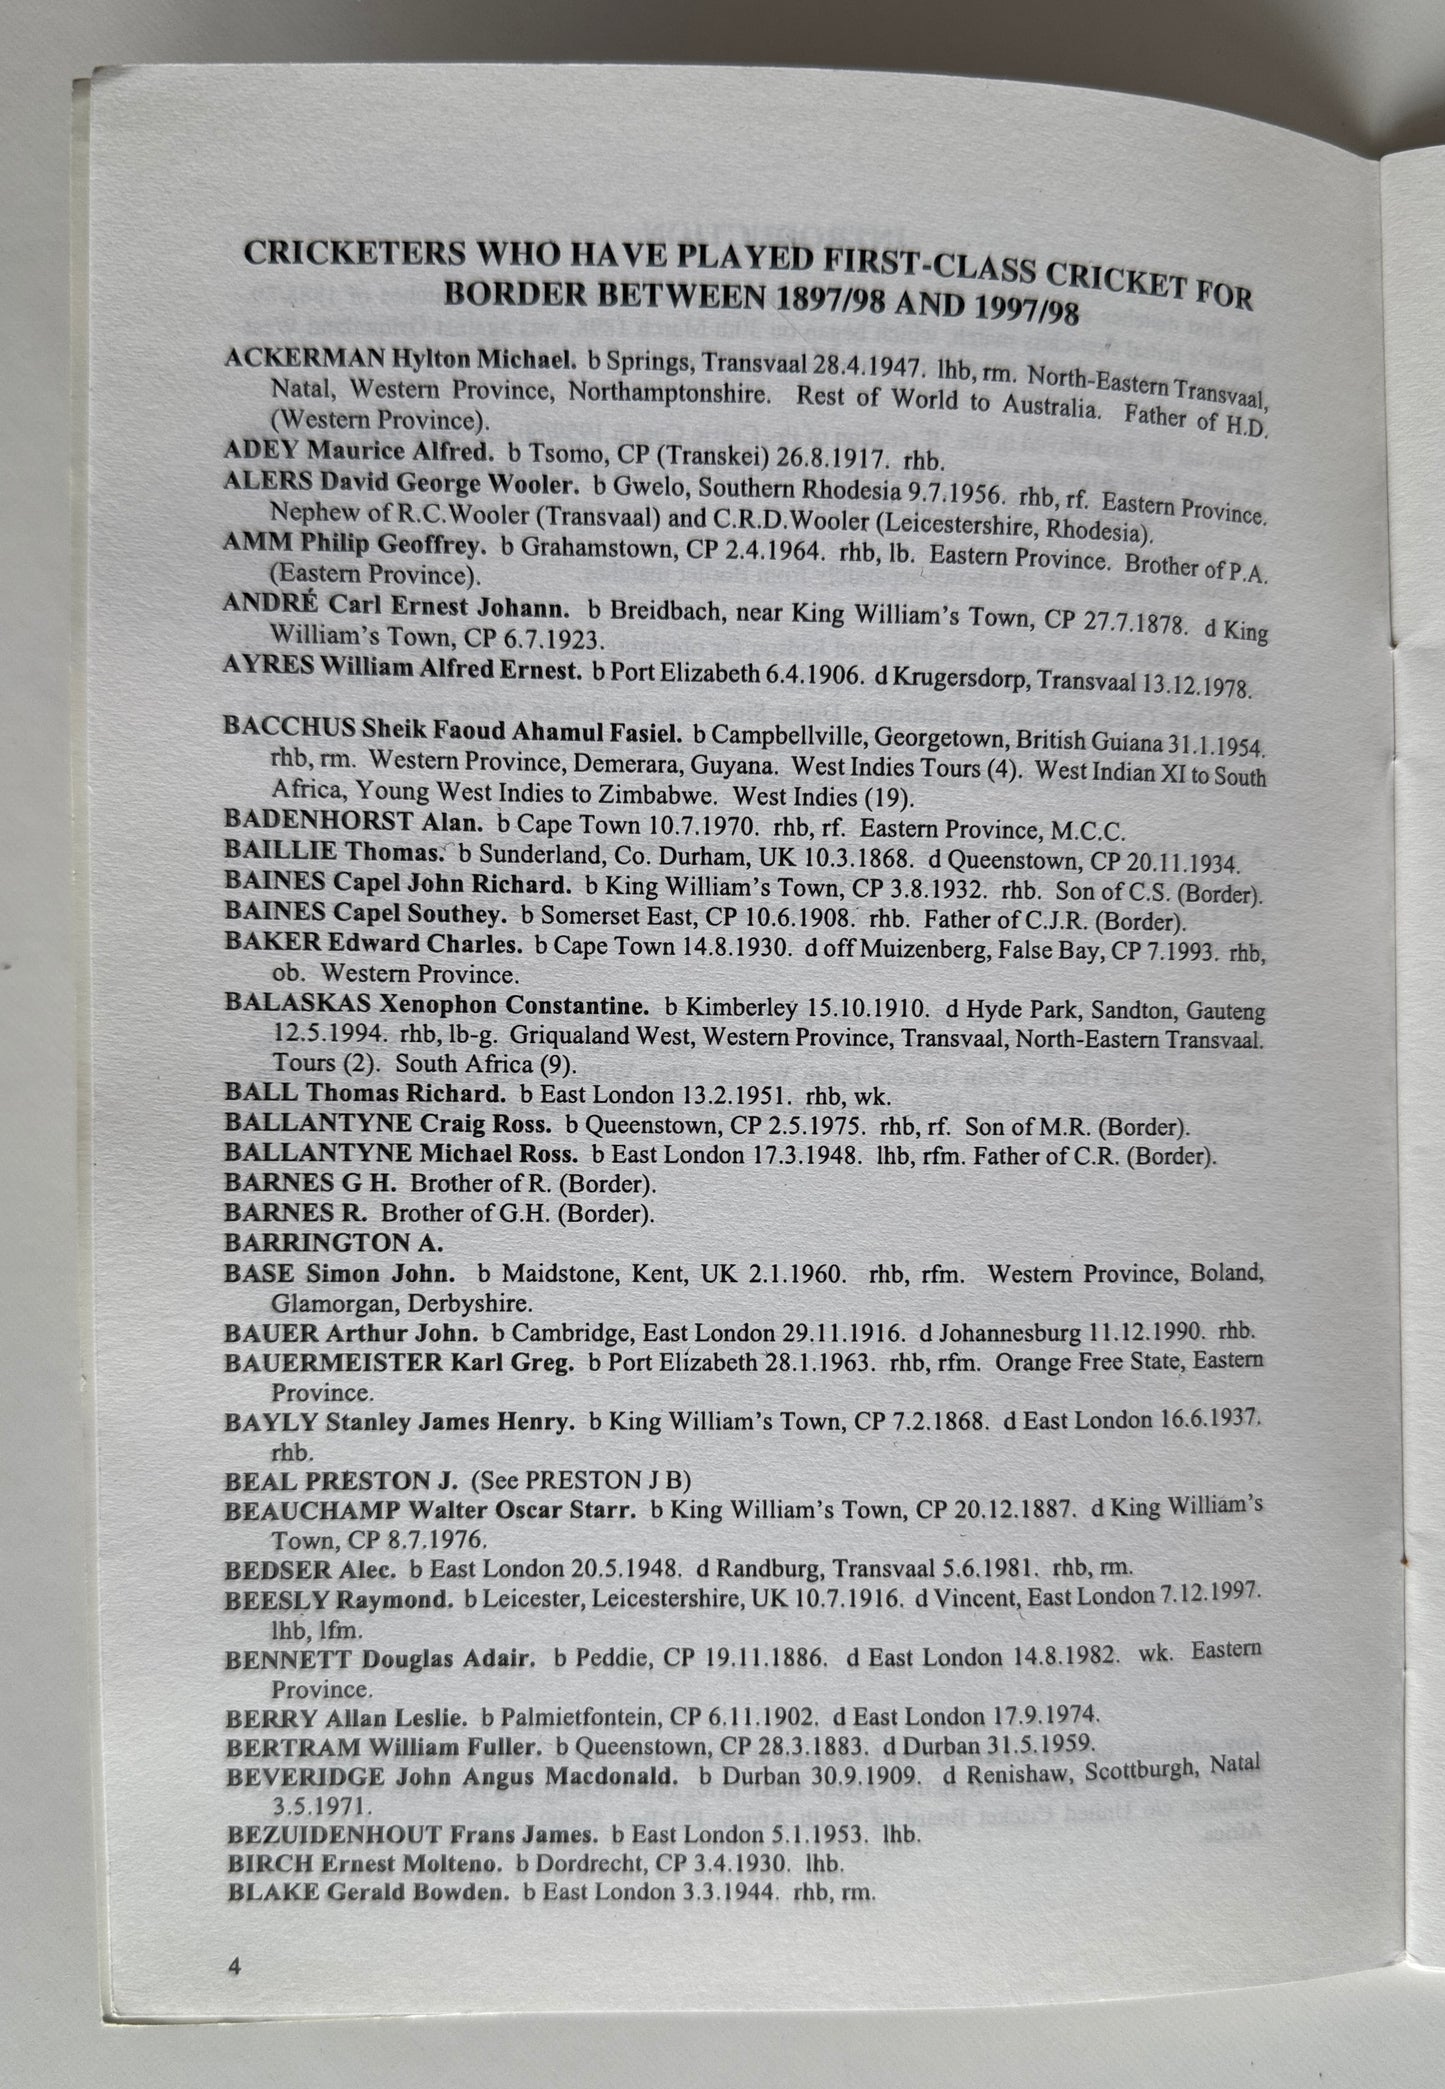 CRICKETERS WHO HAVE PLAYED FIRST-CLASS CRICKET FOR
BORDER BETWEEN 1897/98 AND 1997/98
ACKERMAN Hylton Michael. b Springs, Transvaal 28.4.1947. lhb, rm. North-Eastern Transvaal,
Natal, Western Province, Northamptonshire. Rest of World to Australia. Father of H.D.
(Western Province).
ADEY Maurice Alfred. b Tsomo, CP (Transkei) 26.8.1917. rhb.
ALERS David George Wooler. b Gwelo, Southern Rhodesia 9.7.1956. rhb, rf. Eastern Province.
Nephew of R.C.Wooler (Transvaal) and C.R.D.Wooler (Leicestershire, Rhodesia).
AMM Philip Geoffrey. b Grahamstown, CP 2.4.1964. rhb, lb. Eastern Province. Brother of P.A.
(Eastern Province).
ANDRÉ Carl Ernest Johann. b Breidbach, near King William's Town, CP 27.7.1878. d King
William's Town, CP 6.7.1923.
AYRES William Alfred Ernest. b Port Elizabeth 6.4.1906. d Krugersdorp, Transvaal 13.12.1978.
BACCHUS Sheik Faoud Ahamul Fasiel. b Campbellville, Georgetown, British Guiana 31.1.1954.
rhb, rm. Western Province, Demerara, Guyana. West Indies Tours (4). West Indian XI to South
Africa, Young West Indies to Zimbabwe. West Indies (19).
BADENHORST Alan. b Cape Town 10.7.1970. rhb, rf. Eastern Province, M.C.C.
BAILLIE Thomas. b Sunderland, Co. Durham, UK 10.3.1868. d Queenstown, CP 20.11.1934.
BAINES Capel John Richard. b King William's Town, CP 3.8.1932. rhb. Son of C.S. (Border).
BAINES Capel Southey. b Somerset East, CP 10.6.1908. rhb. Father of C.J.R. (Border).
BAKER Edward Charles. b Cape Town 14.8.1930. d off Muizenberg, False Bay, CP 7.1993. rhb,
ob. Western Province.
BALASKAS Xenophon Constantine. b Kimberley 15.10.1910. d Hyde Park, Sandton, Gauteng
12.5.1994. rhb, lb-g. Griqualand West, Western Province, Transvaal, North-Eastern Transvaal.
Tours (2). South Africa (9).
BALL Thomas Richard. b East London 13.2.1951. rhb, wk.
BALLANTYNE Craig Ross. b Queenstown, CP 2.5.1975. rhb, rf. Son of M.R. (Border).
BALLANTYNE Michael Ross. b East London 17.3.1948. lhb, rfm. Father of C.R. (Border).
BARNES G H. Brother of R. (Border).
BARNES R. Brother of G.H. (Border).
BARRINGTON A.
BASE Simon John. b Maidstone, Kent, UK 2.1.1960. rhb, rfm. Western Province, Boland,
Glamorgan, Derbyshire.
BAUER Arthur John. b Cambridge, East London 29.11.1916. d Johannesburg 11.12.1990. rhb.
BAUERMEISTER Karl Greg. b Port Elizabeth 28.1.1963. rhb, rfm. Orange Free State, Eastern
Province.
BAYLY Stanley James Henry. b King William's Town, CP 7.2.1868. d East London 16.6.1937.
rhb.
BEAL PRESTON J. (See PRESTON J B)
BEAUCHAMP Walter Oscar Starr. b King William's Town, CP 20.12.1887. d King William's
Town, CP 8.7.1976.
BEDSER Alec. b East London 20.5.1948. d Randburg, Transvaal 5.6.1981. rhb, rm.
BEESLY Raymond. b Leicester, Leicestershire, UK 10.7.1916. d Vincent, East London 7.12.1997.
lhb, lfm.
BENNETT Douglas Adair. b Peddie, CP 19.11.1886. d East London 14.8.1982. wk. Eastern
Province.
BERRY Allan Leslie. b Palmietfontein, CP 6.11.1902. d East London 17.9.1974.
BERTRAM William Fuller. b Queenstown, CP 28.3.1883. d Durban 31.5.1959.
BEVERIDGE John Angus Macdonald. b Durban 30.9.1909. d Renishaw, Scottburgh, Natal
3.5.1971.
BEZUIDENHOUT Frans James. b East London 5.1.1953. lhb.
BIRCH Ernest Molteno. b Dordrecht, CP 3.4.1930. lhb.
BLAKE Gerald Bowden. b East London 3.3.1944. rhb, rm.
4